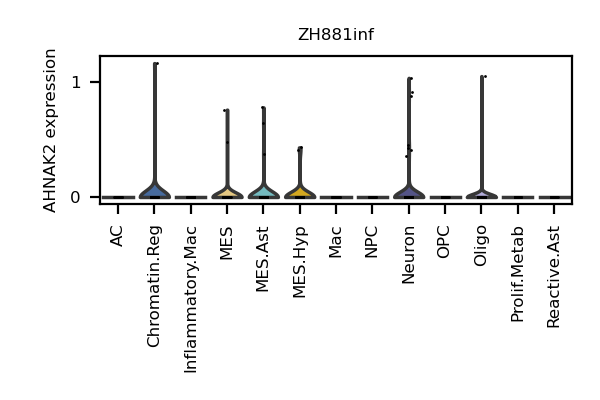 ZH881inf
AHNAK2 expression
1
0
AC
Chromatin.Reg
Inflammatory.Mac
MES
MES.Ast
MES.Hyp
Mac
NPC
Neuron
OPC
Oligo
Prolif.Metab
Reactive.Ast